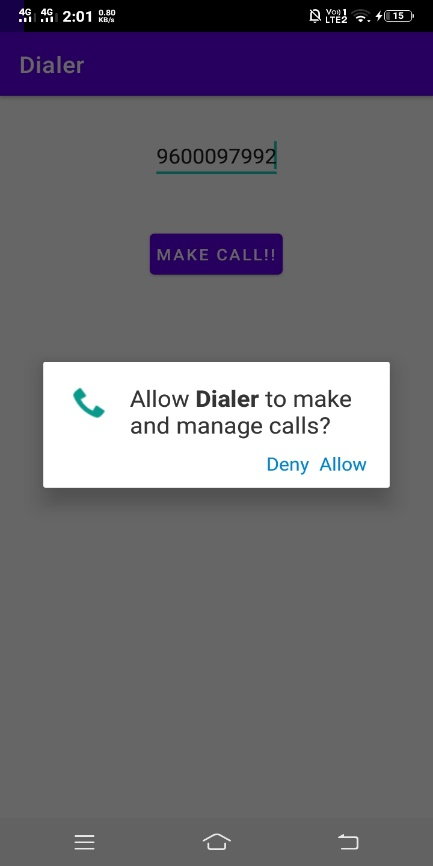 4G 4G 2:01 0.80 KB/s VoI) 1 LTE2 15
Dialer
9600097992
MAKE CALL!!
Allow Dialer to make
and manage calls?
Deny Allow